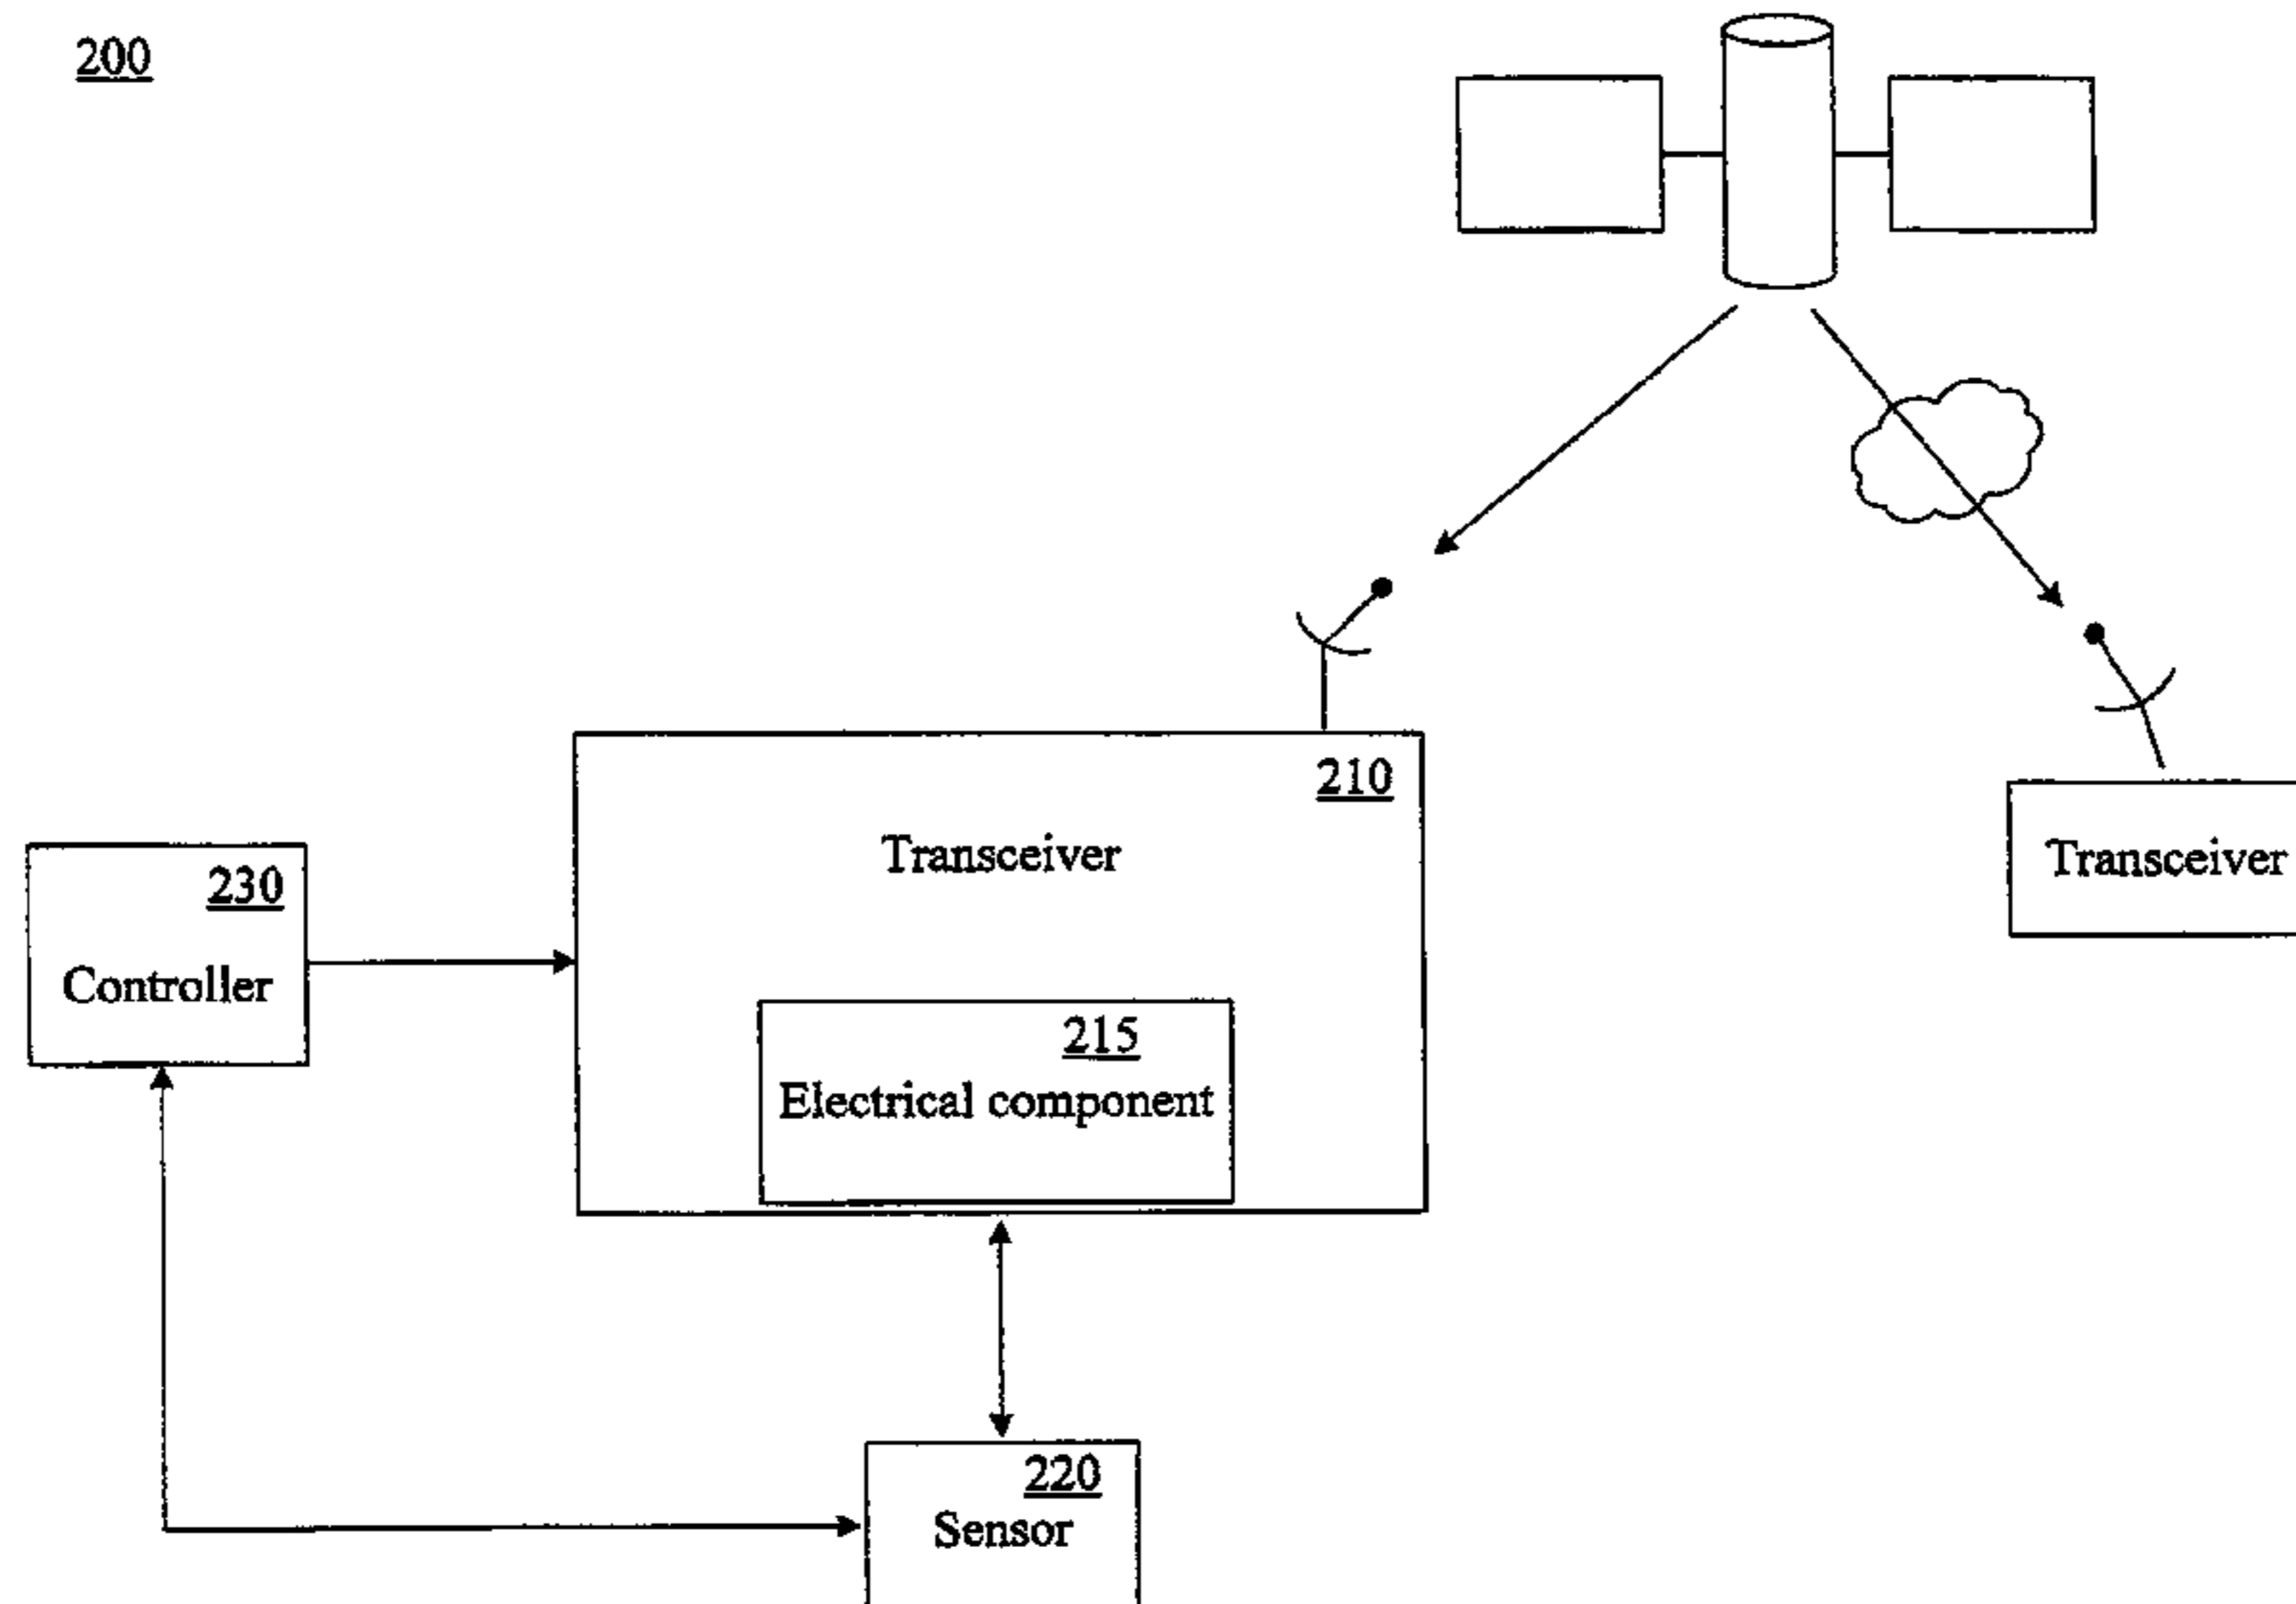 200
210
Transceiver
Transceiver
230
Controller
215
Electrical component
220
Sensor